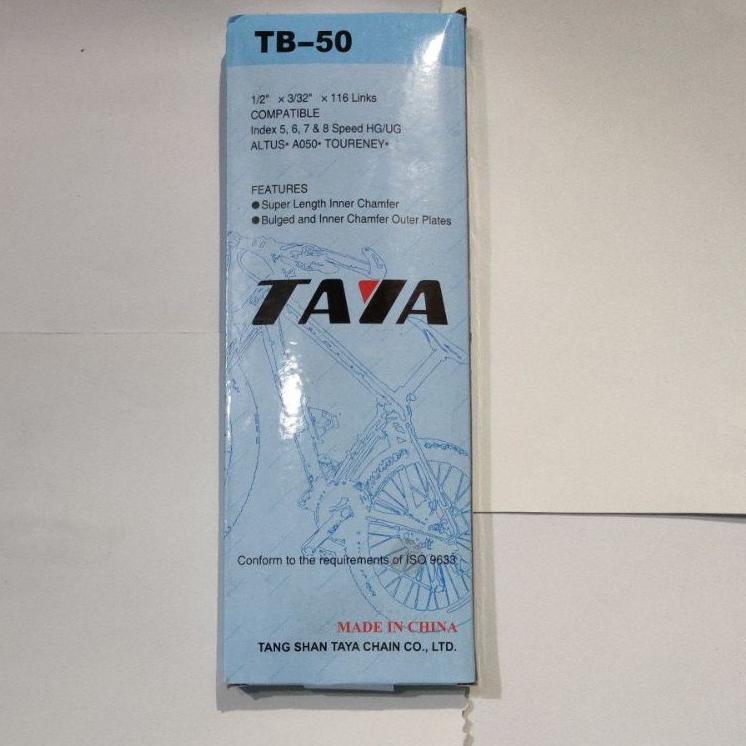 TB-50
1/2" x 3/32" x 116 Links
COMPATIBLE
Index 5, 6, 7 & 8 Speed HG/UG
ALTUS• A050• TOURENEY•
FEATURES
●Super Length Inner Chamfer
●Bulged and Inner Chamfer Outer Plates
TAYA
Conform to the requirements of ISO 9633
MADE IN CHINA
TANG SHAN TAYA CHAIN CO., LTD.